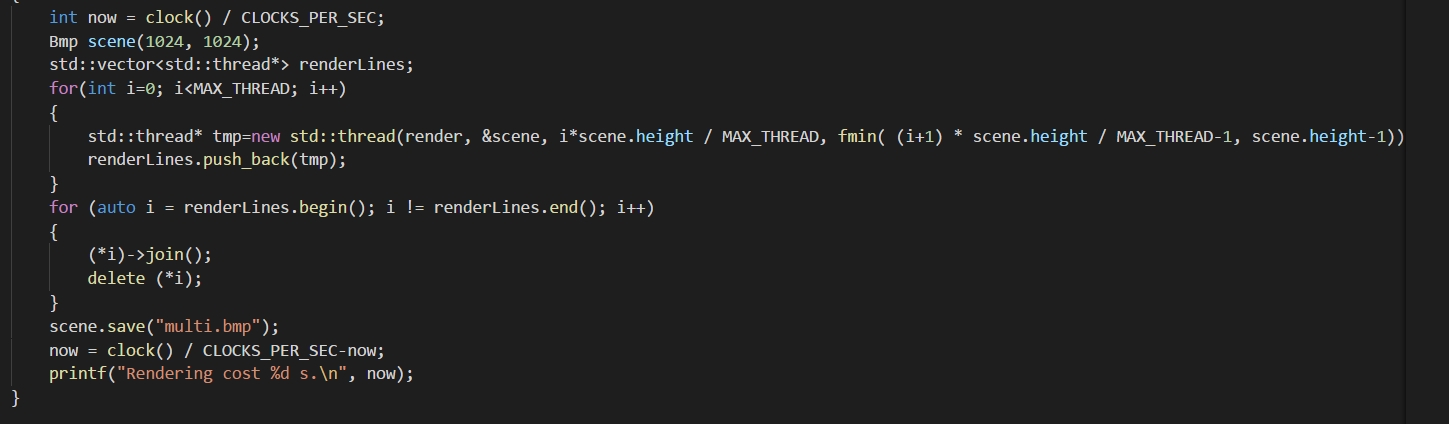 int now = clock() / CLOCKS_PER_SEC;
Bmp scene(1024, 1024);
std::vector<std::thread*> renderLines;
for(int i=0; i<MAX_THREAD; i++)
{
std::thread* tmp=new std::thread(render, &scene, i*scene.height / MAX_THREAD, fmin( (i+1) * scene.height / MAX_THREAD-1, scene.height-1))
renderLines.push_back(tmp);
}
for (auto i = renderLines.begin(); i != renderLines.end(); i++)
{
(*i)->join();
delete (*i);
}
scene.save("multi.bmp");
now = clock() / CLOCKS_PER_SEC-now;
printf("Rendering cost %d s.\n", now);
}